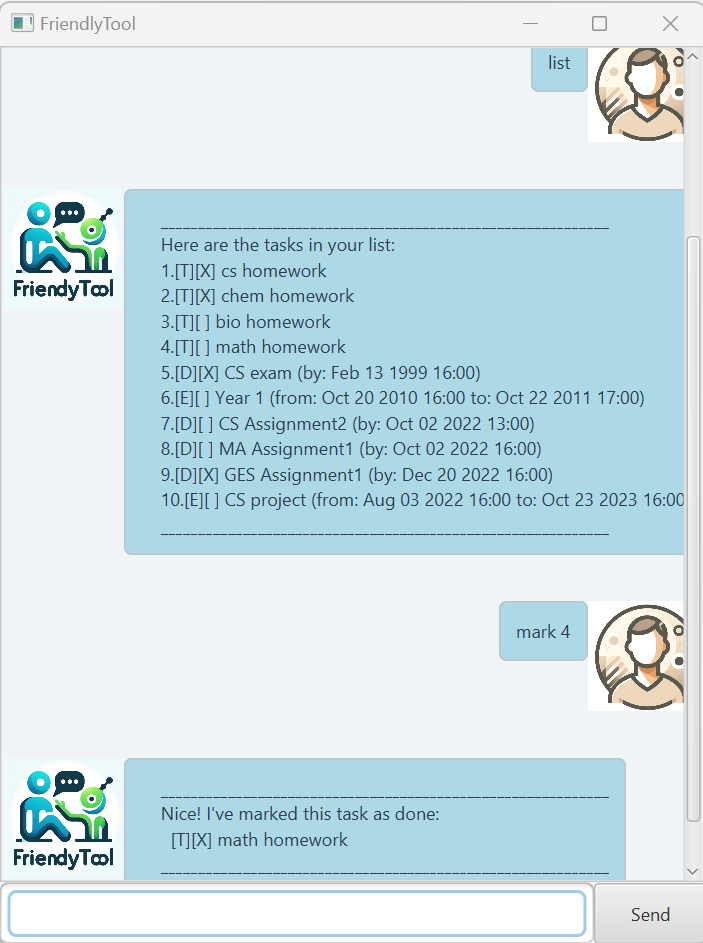 FriendlyTool
list
FriendyTool
Here are the tasks in your list:
1.[T][X] cs homework
2.[T][X] chem homework
3.[T][ ] bio homework
4.[T][ ] math homework
5.[D][X] CS exam (by: Feb 13 1999 16:00)
6.[E][ ] Year 1 (from: Oct 20 2010 16:00 to: Oct 22 2011 17:00)
7.[D][ ] CS Assignment2 (by: Oct 02 2022 13:00)
8.[D][ ] MA Assignment1 (by: Oct 02 2022 16:00)
9.[D][X] GES Assignment1 (by: Dec 20 2022 16:00)
10.[E][ ] CS project (from: Aug 03 2022 16:00 to: Oct 23 2023 16:00
mark 4
FriendyTool
Nice! I've marked this task as done:
[T][X] math homework
Send